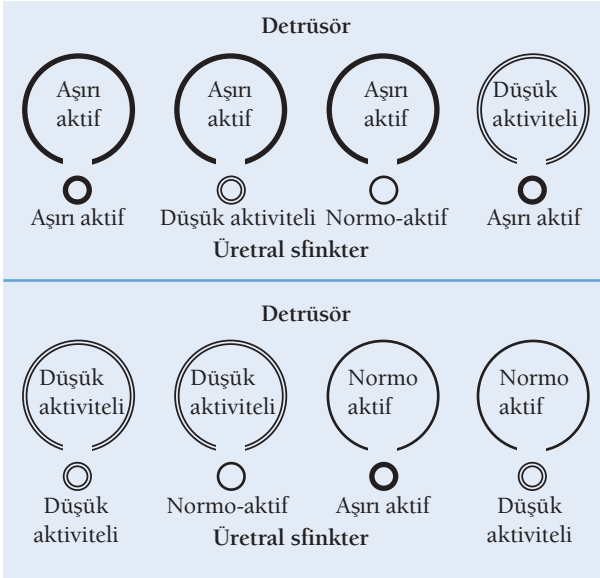 Detrüsör
Aşırı Aşırı Aşırı Düşük
aktif aktif aktif aktiviteli
Aşırı aktif Düşük aktiviteli Normo-aktif Aşırı aktif
Üretral sfinkter
Detrüsör
Düşük Düşük Normo Normo
aktiviteli aktiviteli aktif aktif
Düşük Normo-aktif Aşırı aktif Düşük
aktiviteli Üretral sfinkter aktiviteli